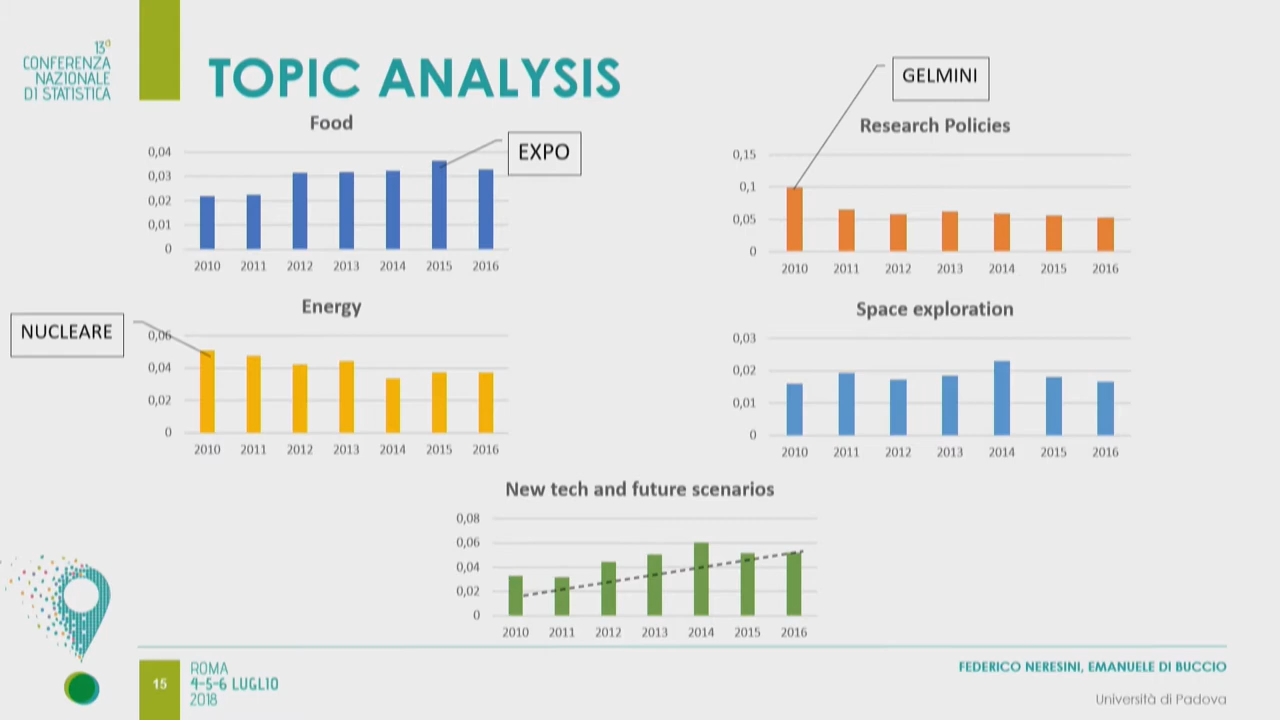 13a
CONFERENZA
NAZIONALE
DI STATISTICA
TOPIC ANALYSIS
Food
0,04
0,03
0,02
0,01
0
2010 2011 2012 2013 2014 2015 2016
EXPO
GELMINI
Research Policies
0,15
0,1
0,05
0
2010 2011 2012 2013 2014 2015 2016
NUCLEARE
Energy
0,06
0,04
0,02
0
2010 2011 2012 2013 2014 2015 2016
Space exploration
0,03
0,02
0,01
0
2010 2011 2012 2013 2014 2015 2016
New tech and future scenarios
0,08
0,06
0,04
0,02
0
2010 2011 2012 2013 2014 2015 2016
15
ROMA
4-5-6 LUGLIO
2018
FEDERICO NERESINI, EMANUELE DI BUCCIO
Università di Padova